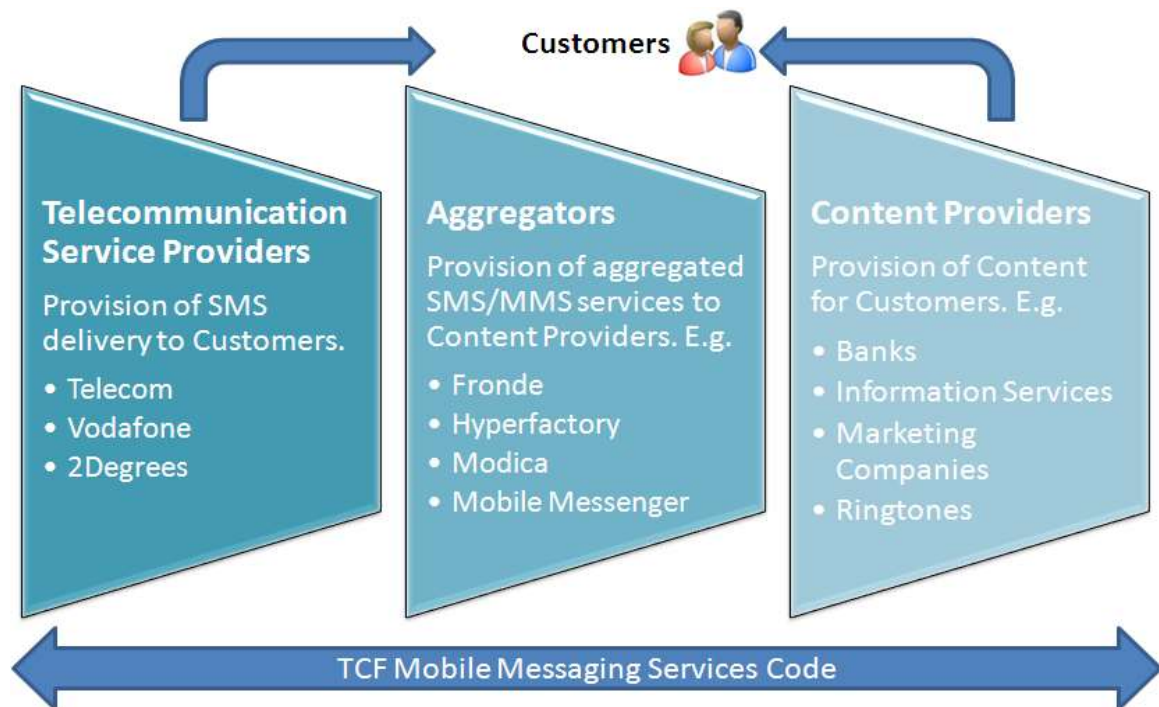 Customers
Telecommunication
Service Providers
Provision of SMS
delivery to Customers.
• Telecom
• Vodafone
• 2Degrees
Aggregators
Provision of aggregated
SMS/MMS services to
Content Providers. E.g.
• Fronde
• Hyperfactory
• Modica
• Mobile Messenger
Content Providers
Provision of Content
for Customers. E.g.
• Banks
• Information Services
• Marketing
Companies
• Ringtones
TCF Mobile Messaging Services Code